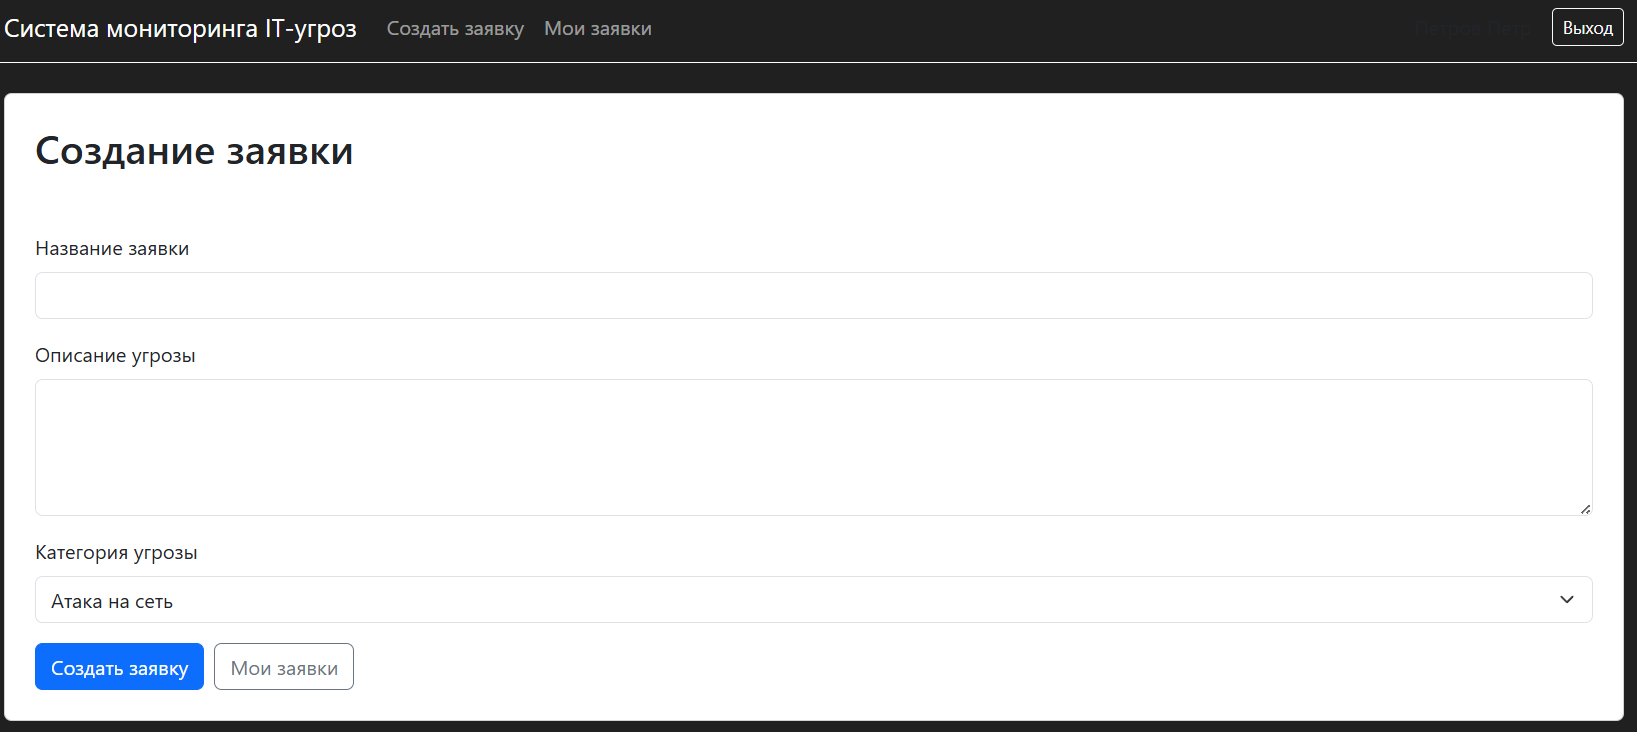 Система мониторинга IT-угроз Создать заявку Мои заявки Выход
Создание заявки
Название заявки
Описание угрозы
Категория угрозы
Атака на сеть
Создать заявку Мои заявки